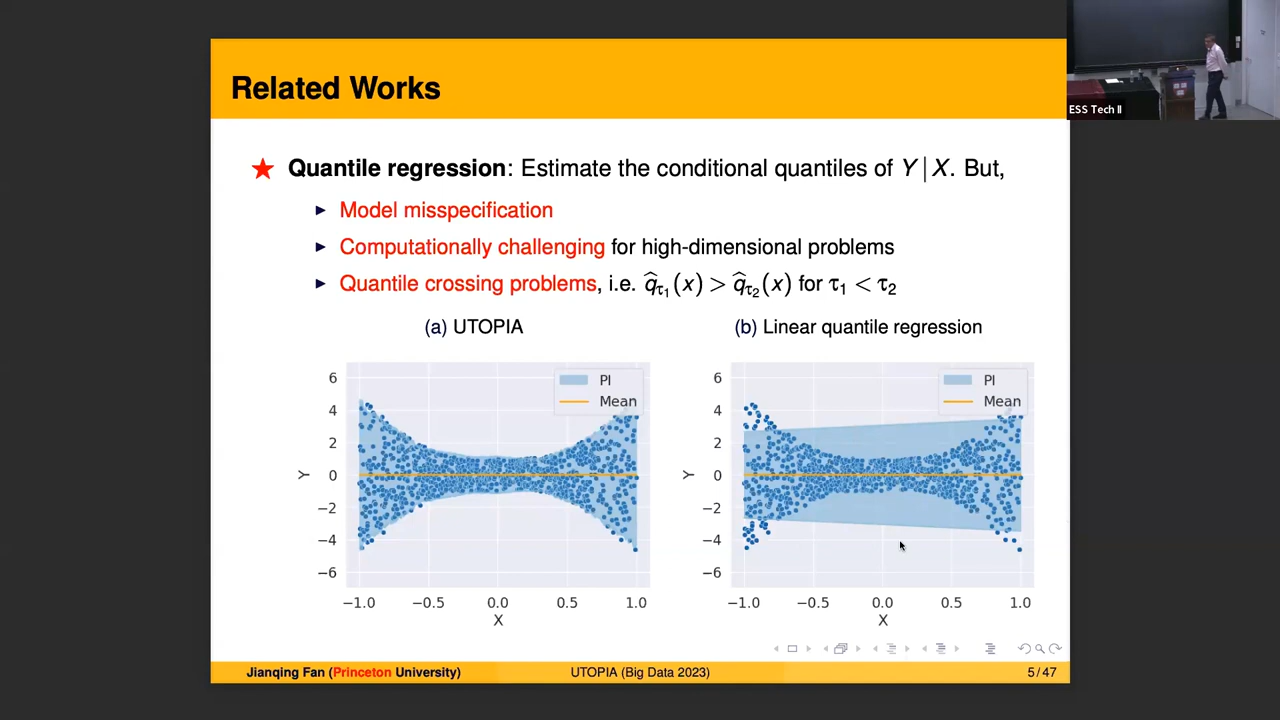 Related Works
ESS Tech II
★ Quantile regression: Estimate the conditional quantiles of Y | X. But,
► Model misspecification
► Computationally challenging for high-dimensional problems
► Quantile crossing problems, i.e. q̂τ₁(x) > q̂τ₂(x) for τ₁ < τ₂
(a) UTOPIA
(b) Linear quantile regression
6
4
2
0
−2
−4
−6
Y
PI
Mean
−1.0 −0.5 0.0 0.5 1.0
X
6
4
2
0
−2
−4
−6
Y
PI
Mean
−1.0 −0.5 0.0 0.5 1.0
X
Jianqing Fan (Princeton University) UTOPIA (Big Data 2023) 5 / 47